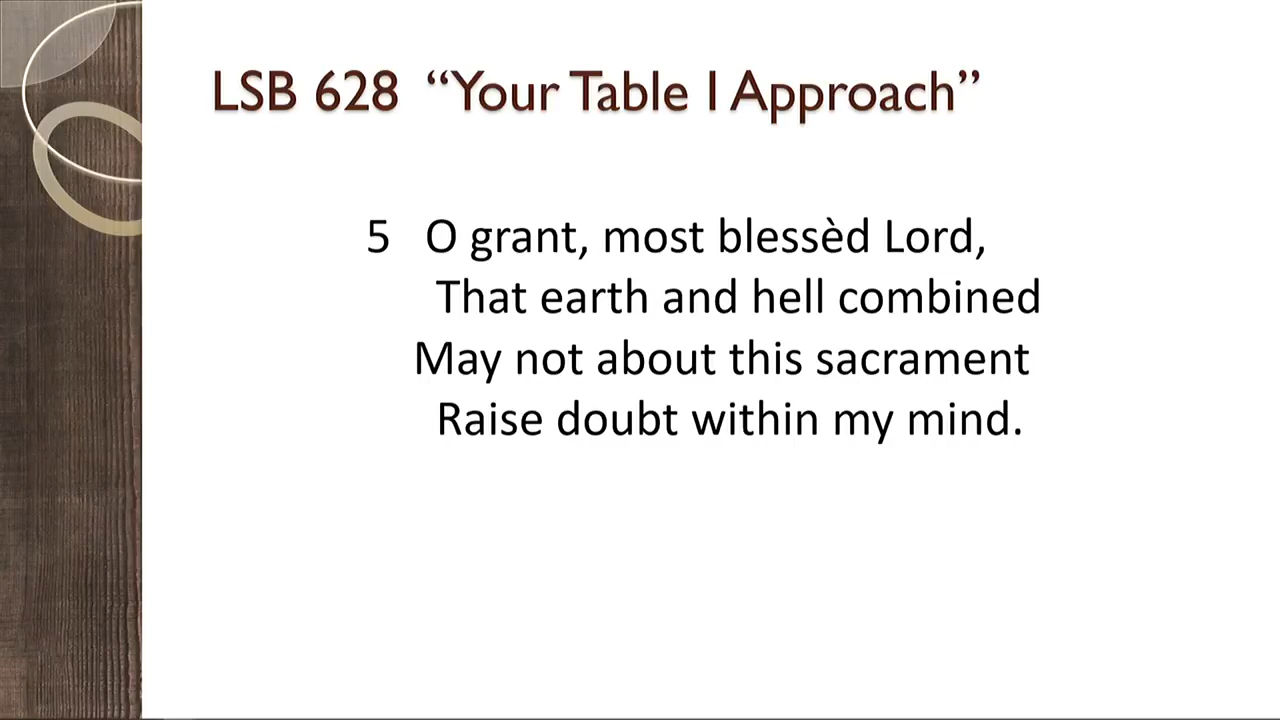 LSB 628 “Your Table I Approach”
5 O grant, most blessèd Lord,
That earth and hell combined
May not about this sacrament
Raise doubt within my mind.